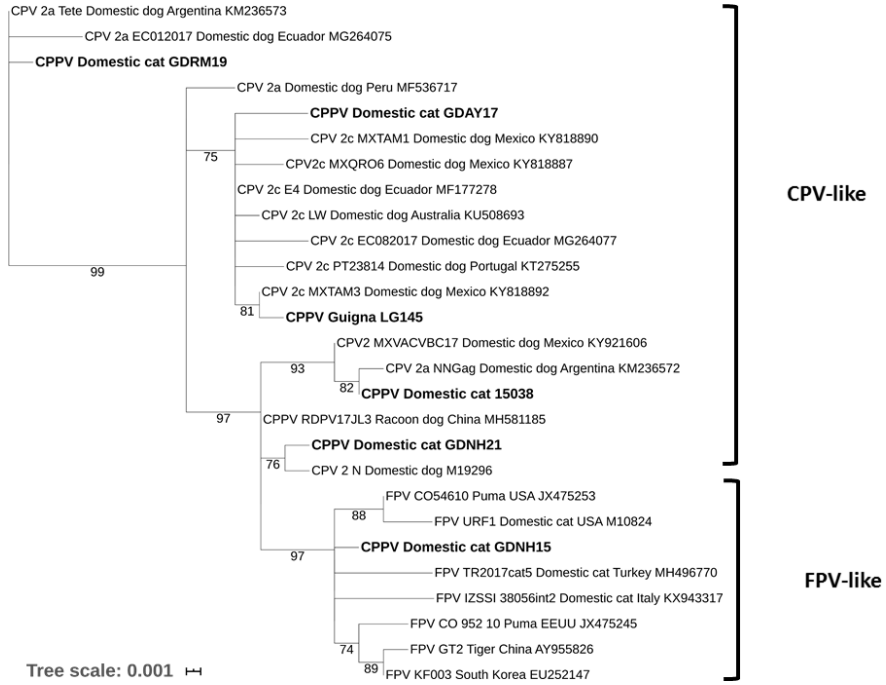 CPV 2a Tete Domestic dog Argentina KM236573
CPV 2a EC012017 Domestic dog Ecuador MG264075
CPPV Domestic cat GDRM19
CPV 2a Domestic dog Peru MF536717
CPPV Domestic cat GDAY17
CPV 2c MXTAM1 Domestic dog Mexico KY818890
75
CPV2c MXQRO6 Domestic dog Mexico KY818887
CPV 2c E4 Domestic dog Ecuador MF177278
CPV-like
CPV 2c LW Domestic dog Australia KU508693
CPV 2c EC082017 Domestic dog Ecuador MG264077
CPV 2c PT23814 Domestic dog Portugal KT275255
99
CPV 2c MXTAM3 Domestic dog Mexico KY818892
81
CPPV Guigna LG145
CPV2 MXVACVBC17 Domestic dog Mexico KY921606
93
CPV 2a NNGag Domestic dog Argentina KM236572
82
CPPV Domestic cat 15038
97
CPPV RDPV17JL3 Racoon dog China MH581185
CPPV Domestic cat GDNH21
76
CPV 2 N Domestic dog M19296
FPV CO54610 Puma USA JX475253
88
FPV URF1 Domestic cat USA M10824
97
CPPV Domestic cat GDNH15
FPV TR2017cat5 Domestic cat Turkey MH496770
FPV-like
FPV IZSSI 38056int2 Domestic cat Italy KX943317
FPV CO 952 10 Puma EEUU JX475245
74
FPV GT2 Tiger China AY955826
89
FPV KF003 South Korea EU252147
Tree scale: 0.001